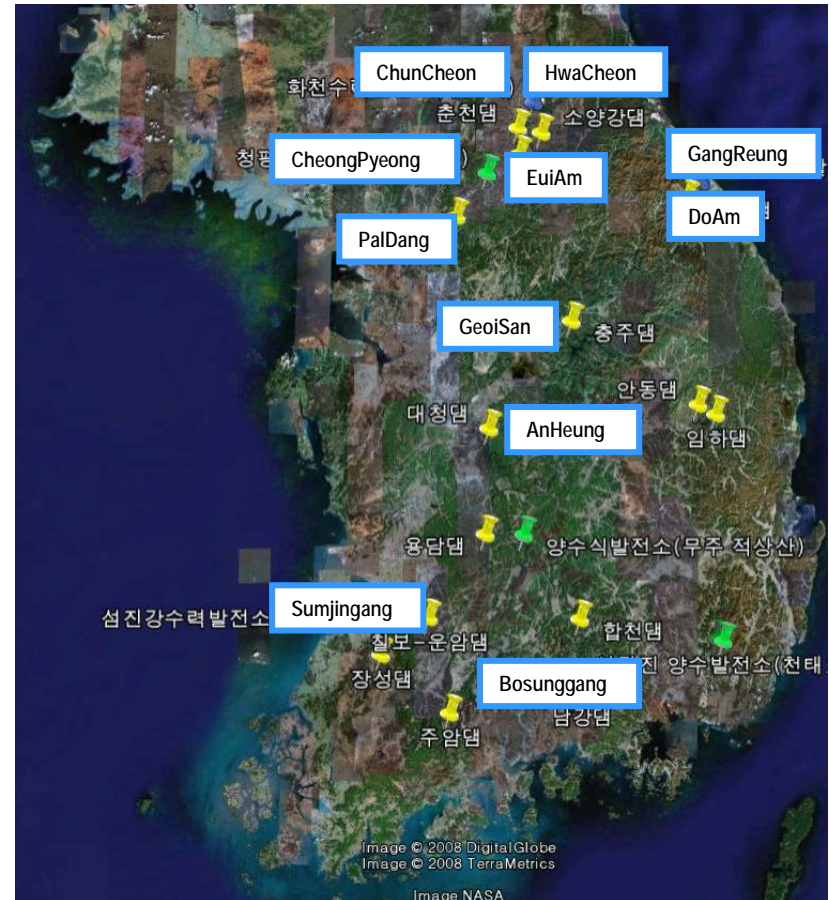 ChunCheon
HwaCheon
화천수
춘천댐
소양강댐
청평
CheongPyeong
EuiAm
GangReung
DoAm
PalDang
GeoiSan
충주댐
안동댐
대청댐
임하댐
AnHeung
용담댐
양수식발전소(무주 적상산)
섬진강수력발전소
Sumjingang
칠보-운암댐
합천댐
장성댐
진 양수발전소(천태
Bosunggang
남강댐
주암댐
Image © 2008 DigitalGlobe
Image © 2008 TerraMetrics
Image NASA